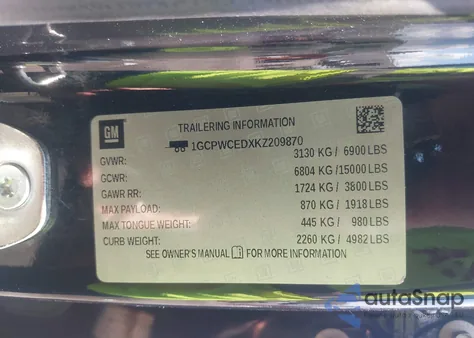 GM
TRAILERING INFORMATION
1GCPWCEDXKZ209870
GVWR: 3130 KG / 6900 LBS
GCWR: 6804 KG /15000 LBS
GAWR RR: 1724 KG / 3800 LBS
MAX PAYLOAD: 870 KG / 1918 LBS
MAX TONGUE WEIGHT: 445 KG / 980 LBS
CURB WEIGHT: 2260 KG / 4982 LBS
SEE OWNER'S MANUAL FOR MORE INFORMATION
autoSnap